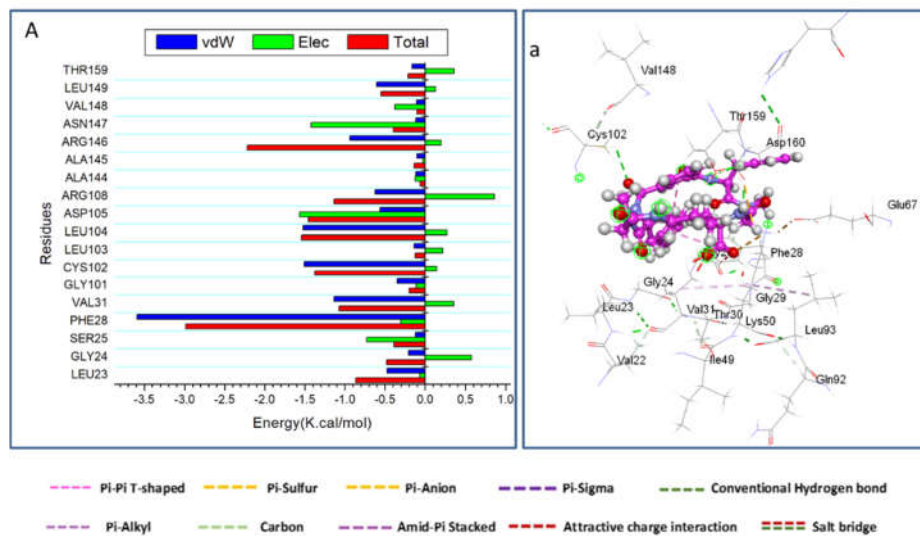 A
vdW Elec Total
THR159
LEU149
VAL148
ASN147
ARG146
ALA145
ALA144
ARG108
ASP105
LEU104
LEU103
CYS102
GLY101
VAL31
PHE28
SER25
GLY24
LEU23
Residues
-3.5 -3.0 -2.5 -2.0 -1.5 -1.0 -0.5 0.0 0.5 1.0
Energy(K.cal/mol)
a
Val148
Thr159
Cys102
Asp160
Glu67
Phe28
Gly24
Gly29
Leu23
Val31
Thr30
Lys50
Leu93
Val22
Ile49
Gln92
Pi-Pi T-shaped Pi-Sulfur Pi-Anion Pi-Sigma Conventional Hydrogen bond
Pi-Alkyl Carbon Amid-Pi Stacked Attractive charge interaction Salt bridge